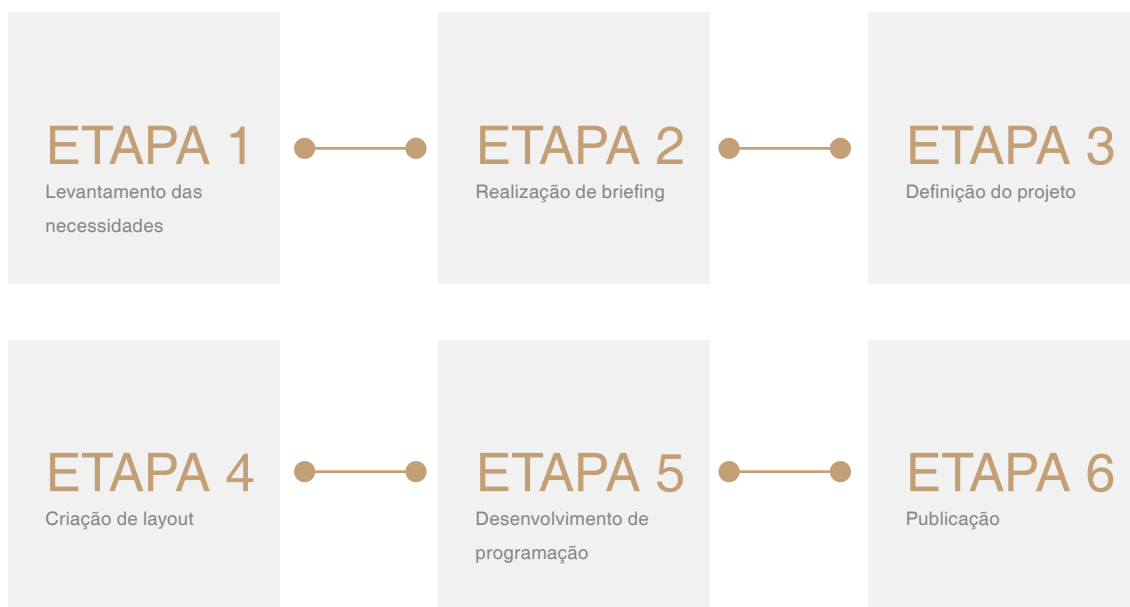 ETAPA 1
Levantamento das
necessidades
ETAPA 2
Realização de briefing
ETAPA 3
Definição do projeto
ETAPA 4
Criação de layout
ETAPA 5
Desenvolvimento de
programação
ETAPA 6
Publicação